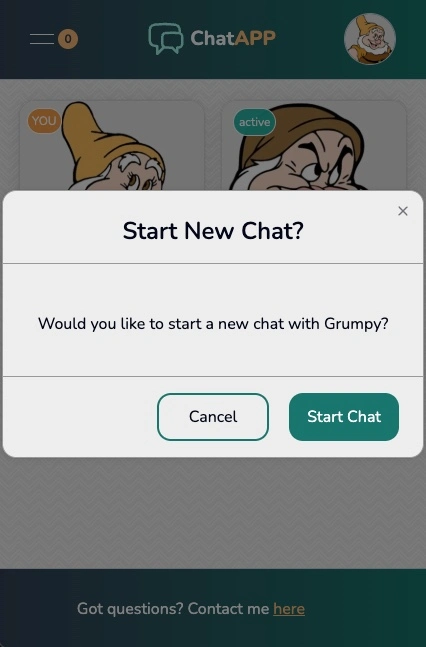 0
ChatAPP
YOU
active
×
Start New Chat?
Would you like to start a new chat with Grumpy?
Cancel
Start Chat
Got questions? Contact me here